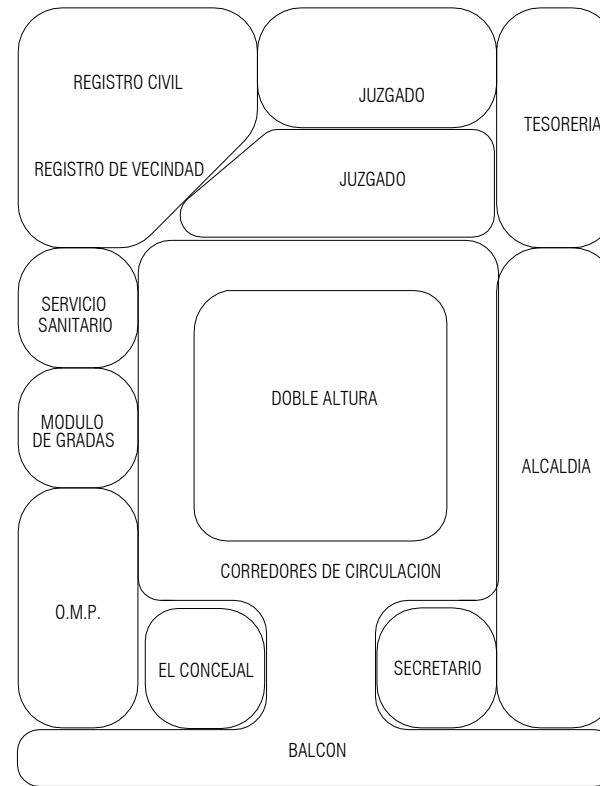 REGISTRO CIVIL
JUZGADO
TESORERIA
REGISTRO DE VECINDAD
JUZGADO
SERVICIO
SANITARIO
DOBLE ALTURA
MODULO
DE GRADAS
ALCALDIA
CORREDORES DE CIRCULACION
O.M.P.
EL CONCEJAL
SECRETARIO
BALCON